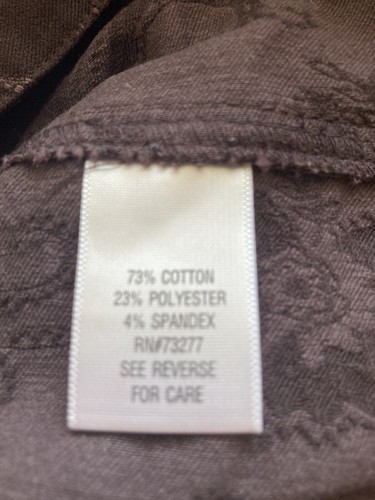 73% COTTON
23% POLYESTER
4% SPANDEX
RN#73277
SEE REVERSE
FOR CARE